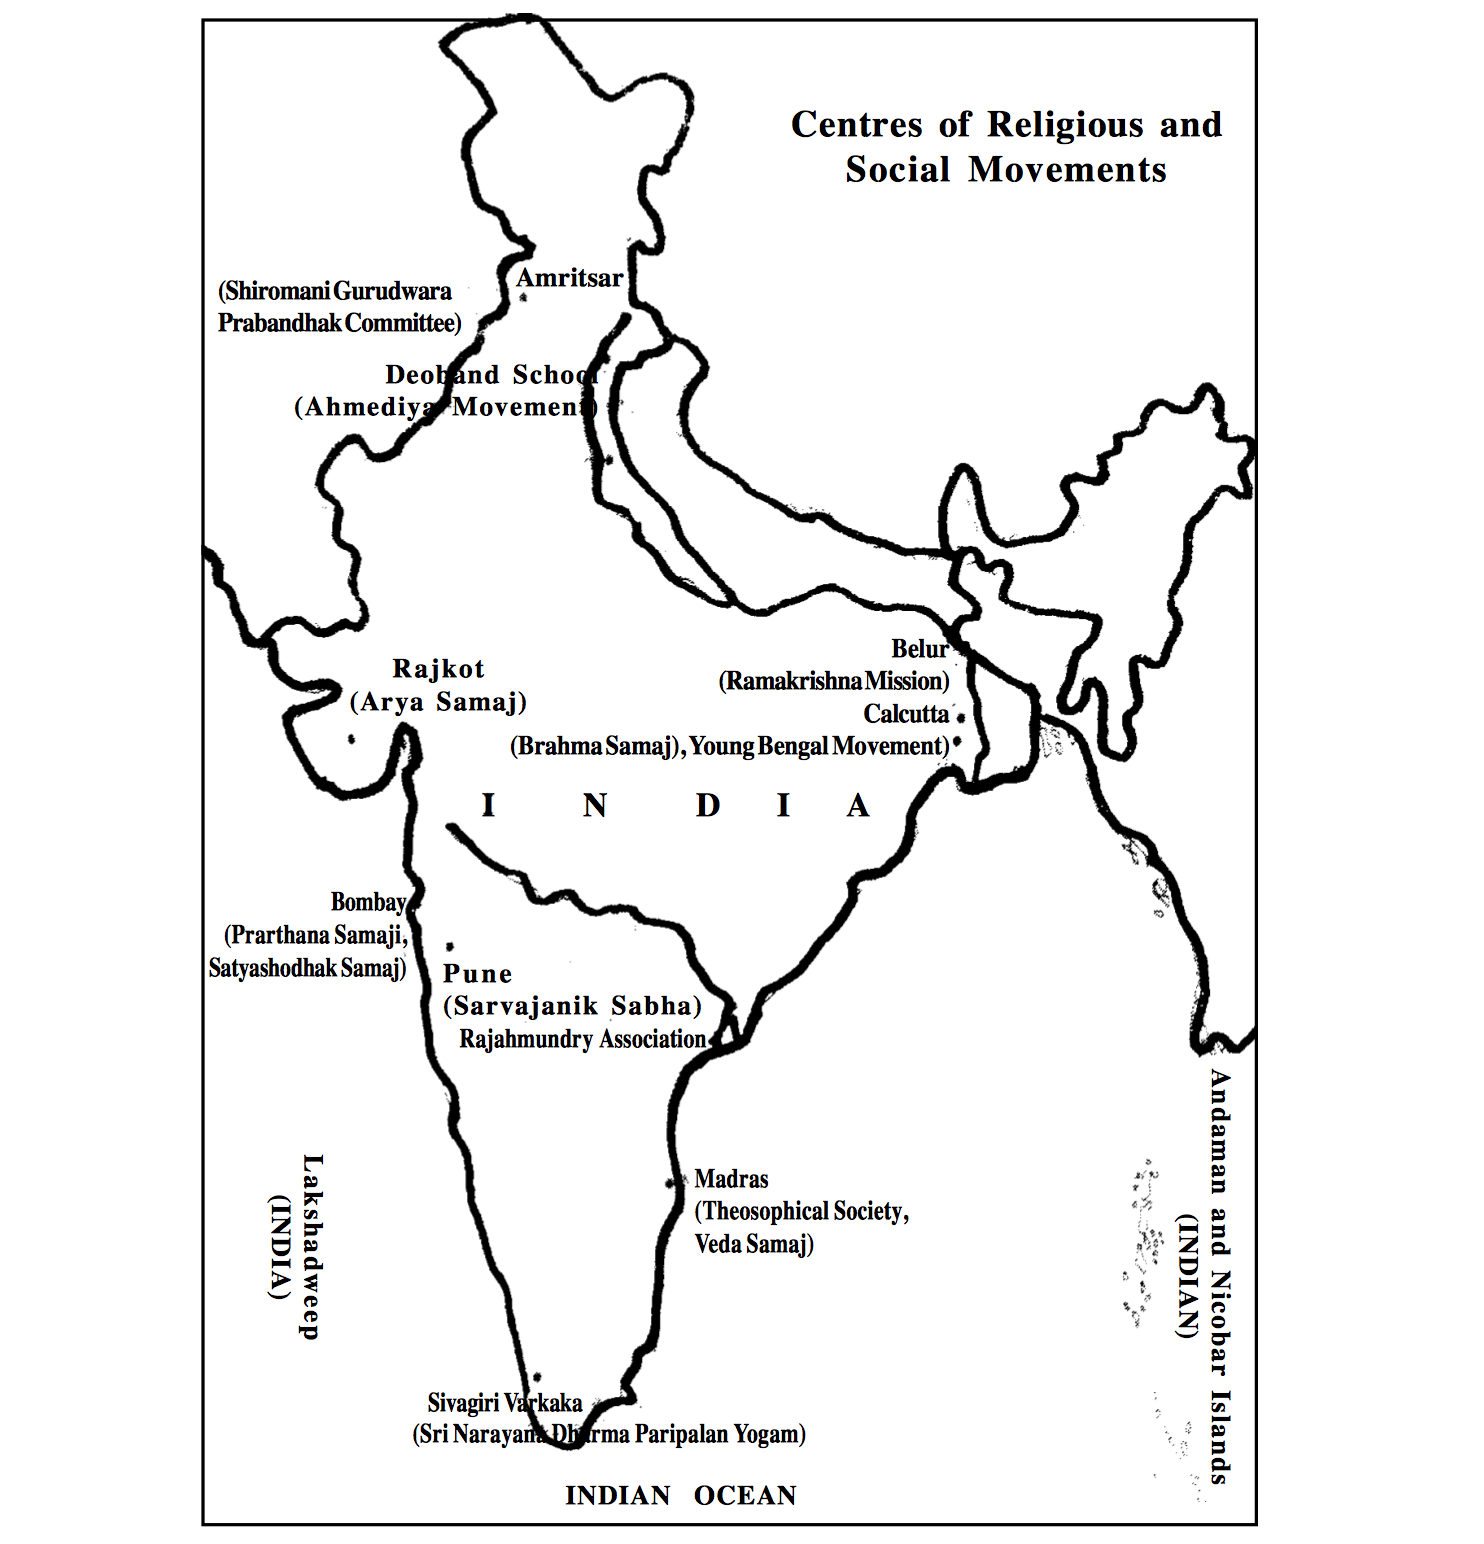 Centres of Religious and
Social Movements
Amritsar
(Shiromani Gurudwara
Prabandhak Committee)
Deoband School
(Ahmediya Movement)
Belur
(Ramakrishna Mission)
Rajkot
(Arya Samaj)
Calcutta
(Brahma Samaj), Young Bengal Movement)
I N D I A
Bombay
(Prarthana Samaji,
Satyashodhak Samaj)
Pune
(Sarvajanik Sabha)
Rajahmundry Association
Madras
(Theosophical Society,
Veda Samaj)
Lakshadweep
(INDIA)
Andaman and Nicobar Islands
(INDIAN)
Sivagiri Varkaka
(Sri Narayana Dharma Paripalan Yogam)
INDIAN OCEAN